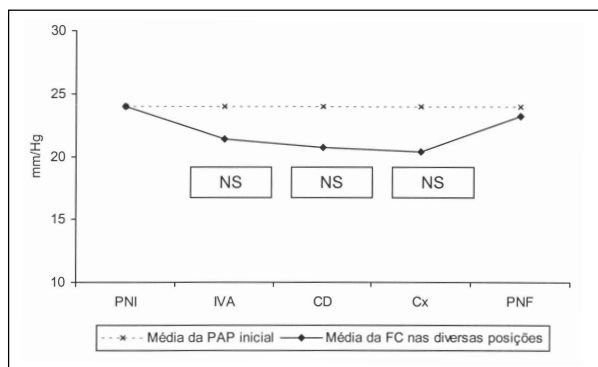 30
25
mm/Hg
20
NS NS NS
15
10
PNI IVA CD Cx PNF
Média da PAP inicial Média da FC nas diversas posições